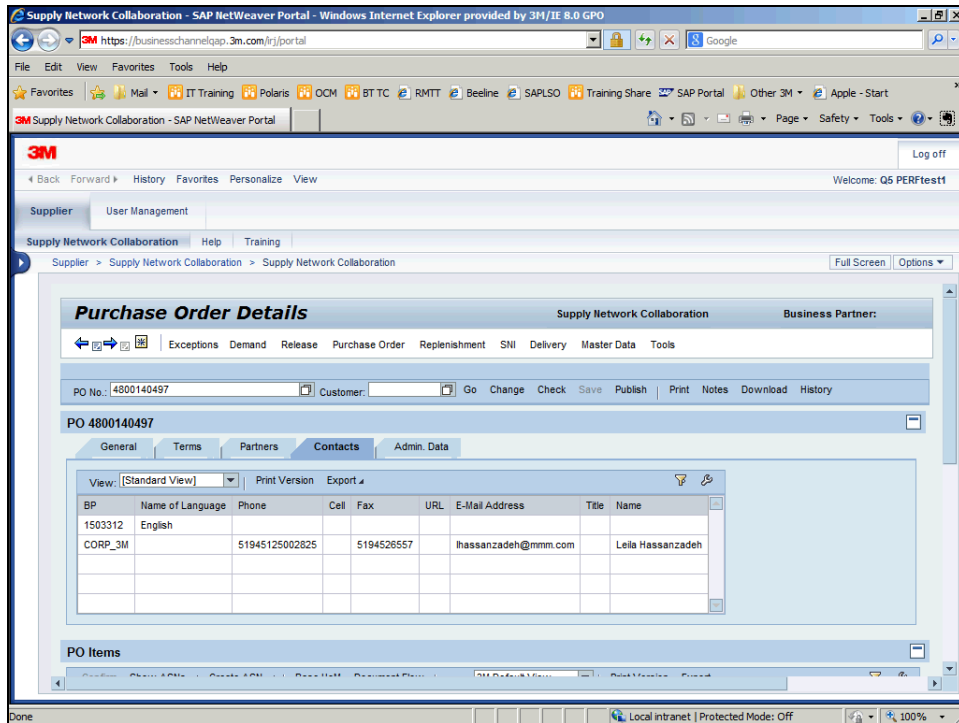 Supply Network Collaboration - SAP NetWeaver Portal - Windows Internet Explorer provided by 3M/IE 8.0 GPO
3M https://businesschannelqap.3m.com/irj/portal Google
File Edit View Favorites Tools Help
Favorites Mail IT Training Polaris OCM BT TC RMTT Beeline SAPLSO Training Share SAP Portal Other 3M Apple - Start
3M Supply Network Collaboration - SAP NetWeaver Portal Page Safety Tools
3M Log off
Back Forward History Favorites Personalize View Welcome: Q5 PERFtest1
Supplier User Management
Supply Network Collaboration Help Training
Supplier > Supply Network Collaboration > Supply Network Collaboration Full Screen Options
Purchase Order Details Supply Network Collaboration Business Partner:
Exceptions Demand Release Purchase Order Replenishment SNI Delivery Master Data Tools
PO No.: 4800140497 Customer: Go Change Check Save Publish Print Notes Download History
PO 4800140497
General Terms Partners Contacts Admin. Data
View: [Standard View] Print Version Export
BP Name of Language Phone Cell Fax URL E-Mail Address Title Name
1503312 English
CORP_3M 51945125002825 5194526557 lhassanzadeh@mmm.com Leila Hassanzadeh
PO Items
Done Local intranet | Protected Mode: Off 100%